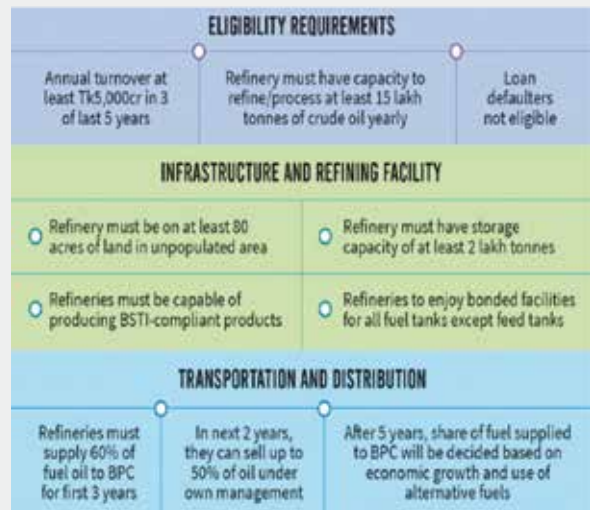 ELIGIBILITY REQUIREMENTS
Annual turnover at
least Tk5,000cr in 3
of last 5 years
Refinery must have capacity to
refine/process at least 15 lakh
tonnes of crude oil yearly
Loan
defaulters
not eligible
INFRASTRUCTURE AND REFINING FACILITY
Refinery must be on at least 80
acres of land in unpopulated area
Refinery must have storage
capacity of at least 2 lakh tonnes
Refineries must be capable of
producing BSTI-compliant products
Refineries to enjoy bonded facilities
for all fuel tanks except feed tanks
TRANSPORTATION AND DISTRIBUTION
Refineries must
supply 60% of
fuel oil to BPC
for first 3 years
In next 2 years,
they can sell up to
50% of oil under
own management
After 5 years, share of fuel supplied
to BPC will be decided based on
economic growth and use of
alternative fuels